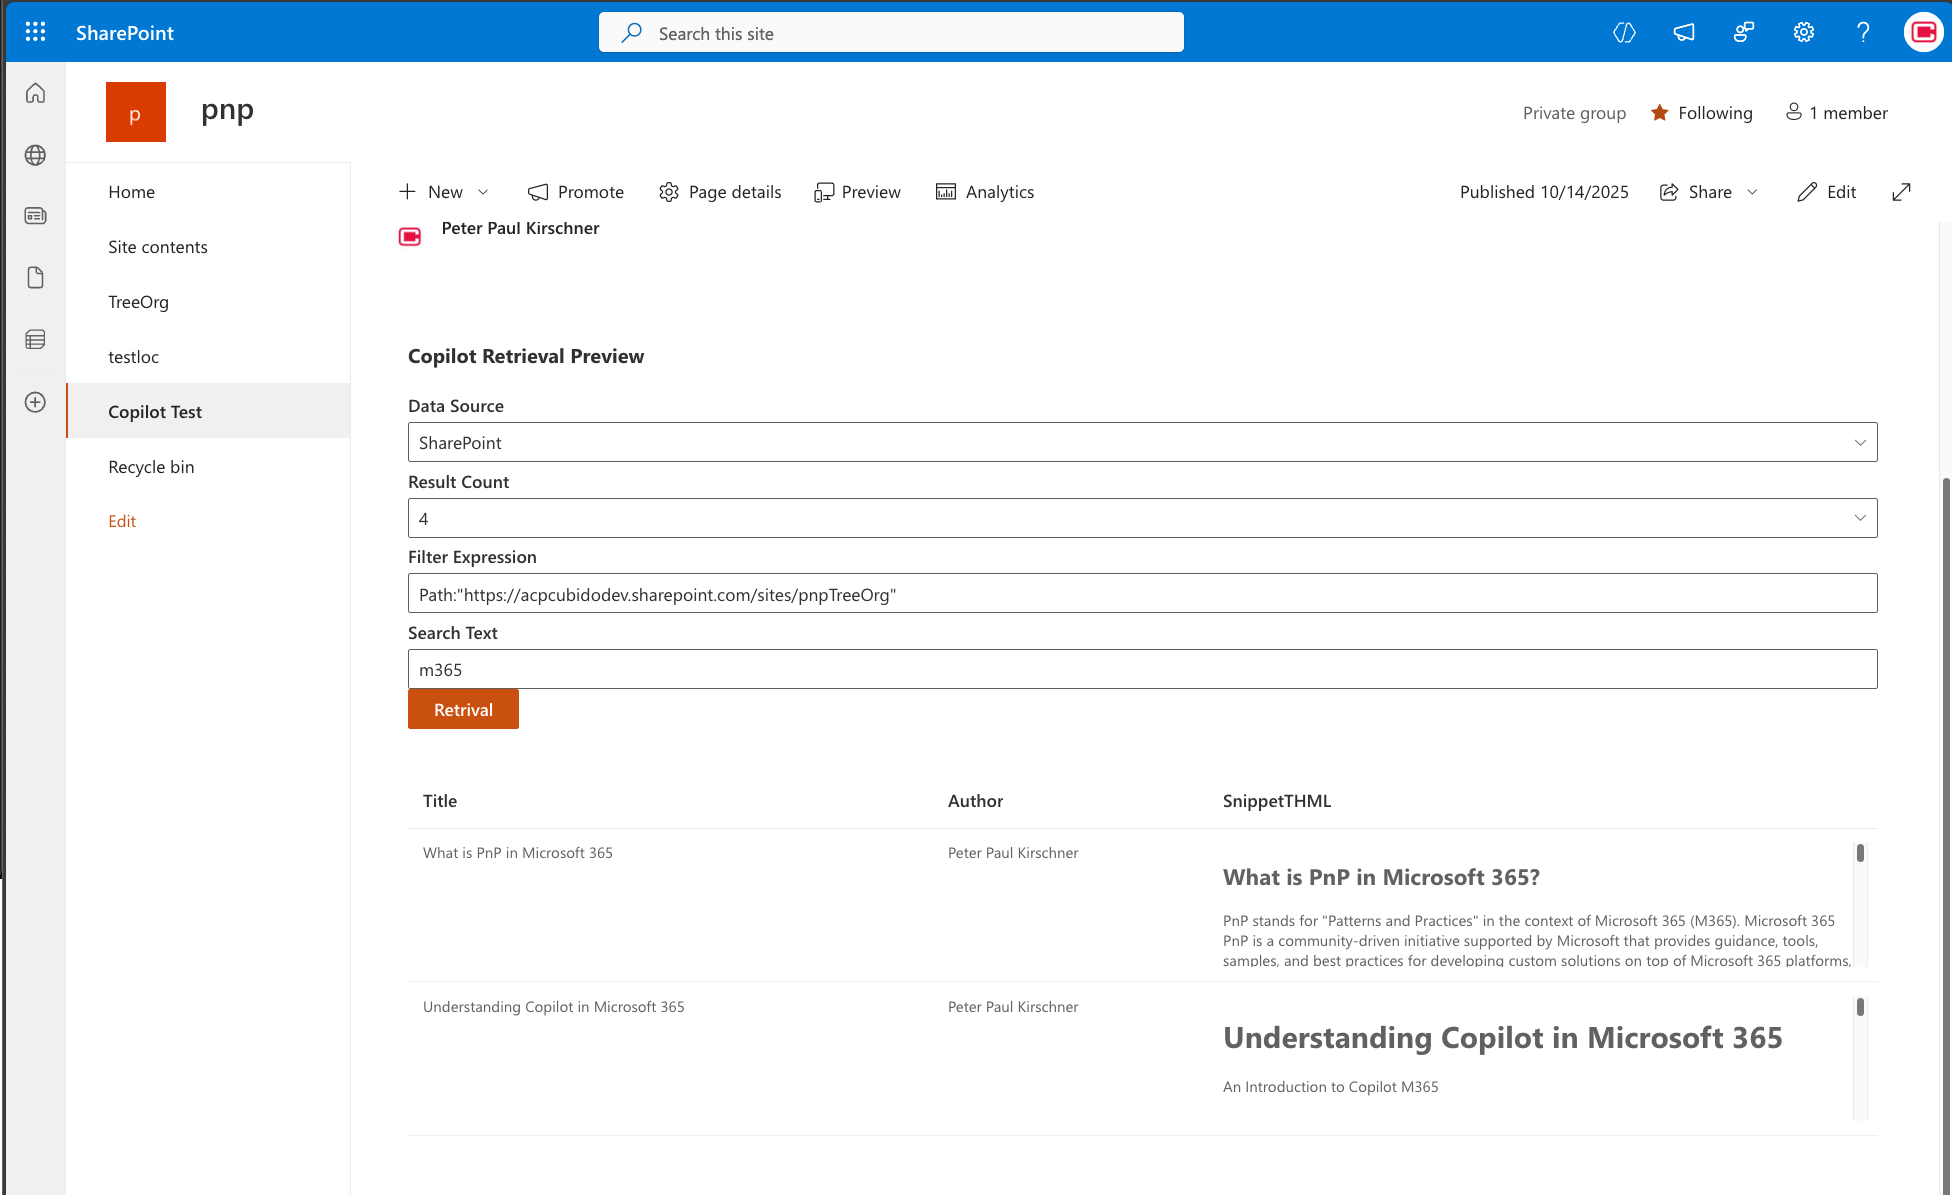 SharePoint
Search this site
p
pnp
Private group
Following
1 member
Home
Site contents
TreeOrg
testloc
Copilot Test
Recycle bin
Edit
New
Promote
Page details
Preview
Analytics
Published 10/14/2025
Share
Edit
Peter Paul Kirschner
Copilot Retrieval Preview
Data Source
SharePoint
Result Count
4
Filter Expression
Path:"https://acpcubidodev.sharepoint.com/sites/pnpTreeOrg"
Search Text
m365
Retrival
Title
Author
SnippetTHML
What is PnP in Microsoft 365
Peter Paul Kirschner
What is PnP in Microsoft 365?
PnP stands for "Patterns and Practices" in the context of Microsoft 365 (M365). Microsoft 365
PnP is a community-driven initiative supported by Microsoft that provides guidance, tools,
samples, and best practices for developing custom solutions on top of Microsoft 365 platforms,
Understanding Copilot in Microsoft 365
Peter Paul Kirschner
Understanding Copilot in Microsoft 365
An Introduction to Copilot M365